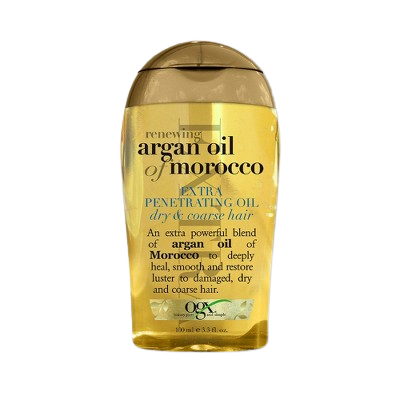 renewing
argan oil
of morocco
EXTRA
PENETRATING OIL
dry & coarse hair
An extra powerful blend
of argan oil of
Morocco to deeply
heal, smooth and restore
luster to damaged, dry
and coarse hair.
ogx
100 ml e 3.3 fl. oz.